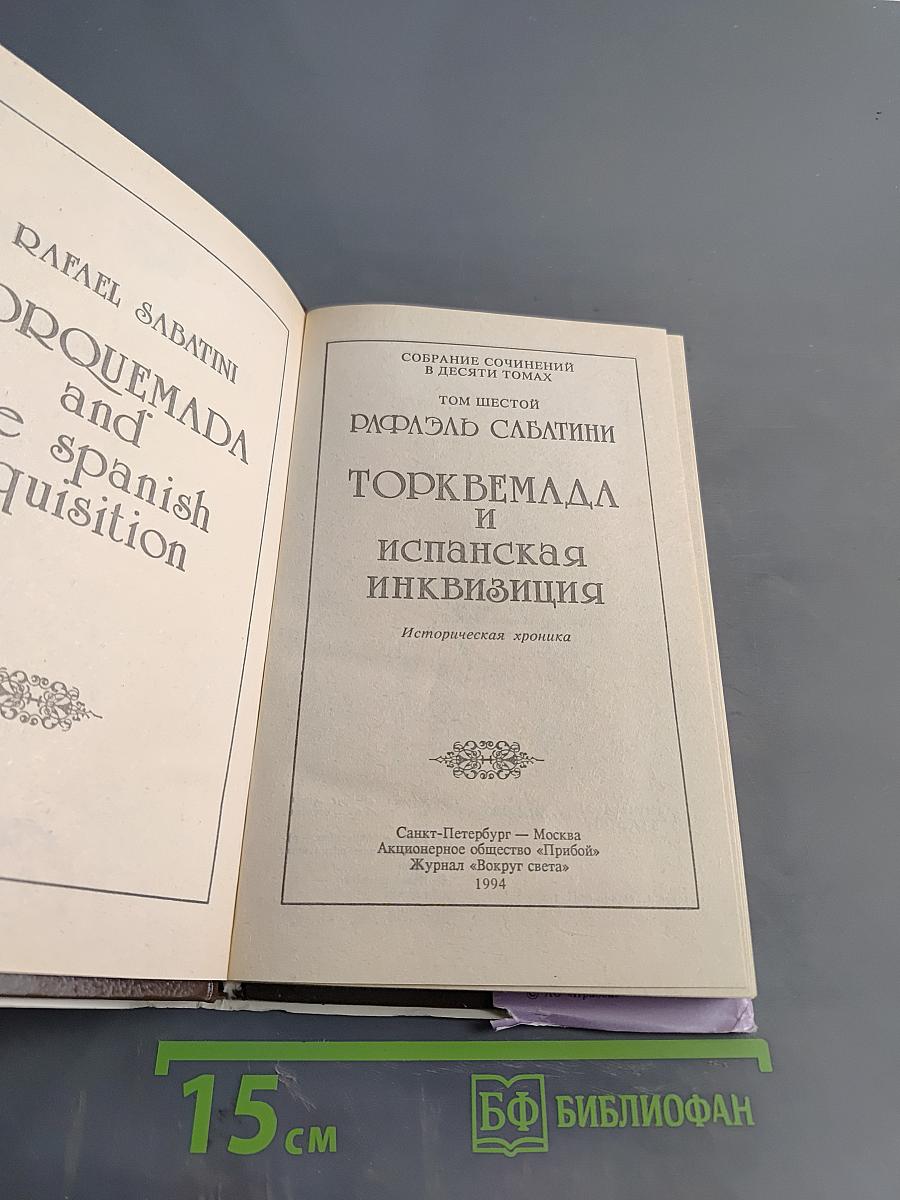 RAFAEL SABATINI
ORQUEMADA
and
e spanish
quisition
СОБРАНИЕ СОЧИНЕНИЙ
В ДЕСЯТИ ТОМАХ
ТОМ ШЕСТОЙ
РАФАЭЛЬ САБАТИНИ
ТОРКВЕМАДА
И
ИСПАНСКАЯ
ИНКВИЗИЦИЯ
Историческая хроника
Санкт-Петербург — Москва
Акционерное общество «Прибой»
Журнал «Вокруг света»
1994
15 см
БФ БИБЛИОФАН